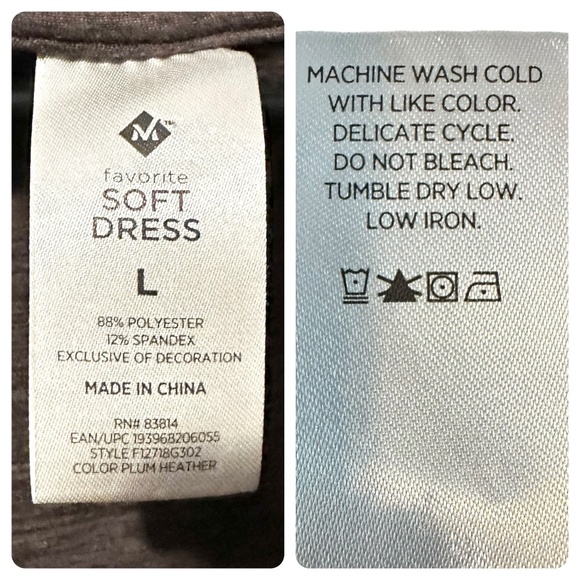 M™
favorite
SOFT
DRESS
L
88% POLYESTER
12% SPANDEX
EXCLUSIVE OF DECORATION
MADE IN CHINA
RN# 83814
EAN/UPC 193968206055
STYLE F12718G302
COLOR PLUM HEATHER
MACHINE WASH COLD
WITH LIKE COLOR.
DELICATE CYCLE.
DO NOT BLEACH.
TUMBLE DRY LOW.
LOW IRON.